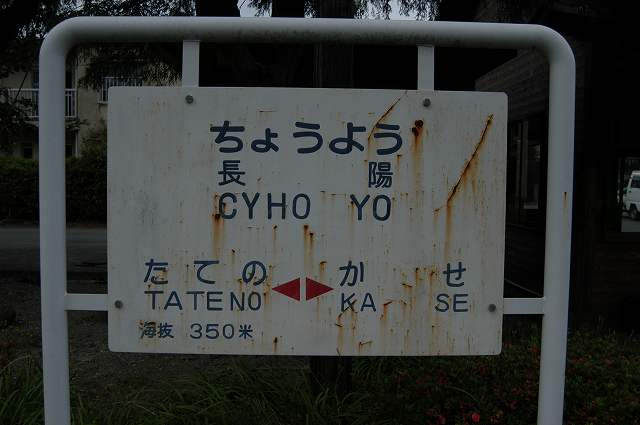 ちょうよう
長 陽
CYHO YO
たての か せ
TATENO KA SE
海抜 350米